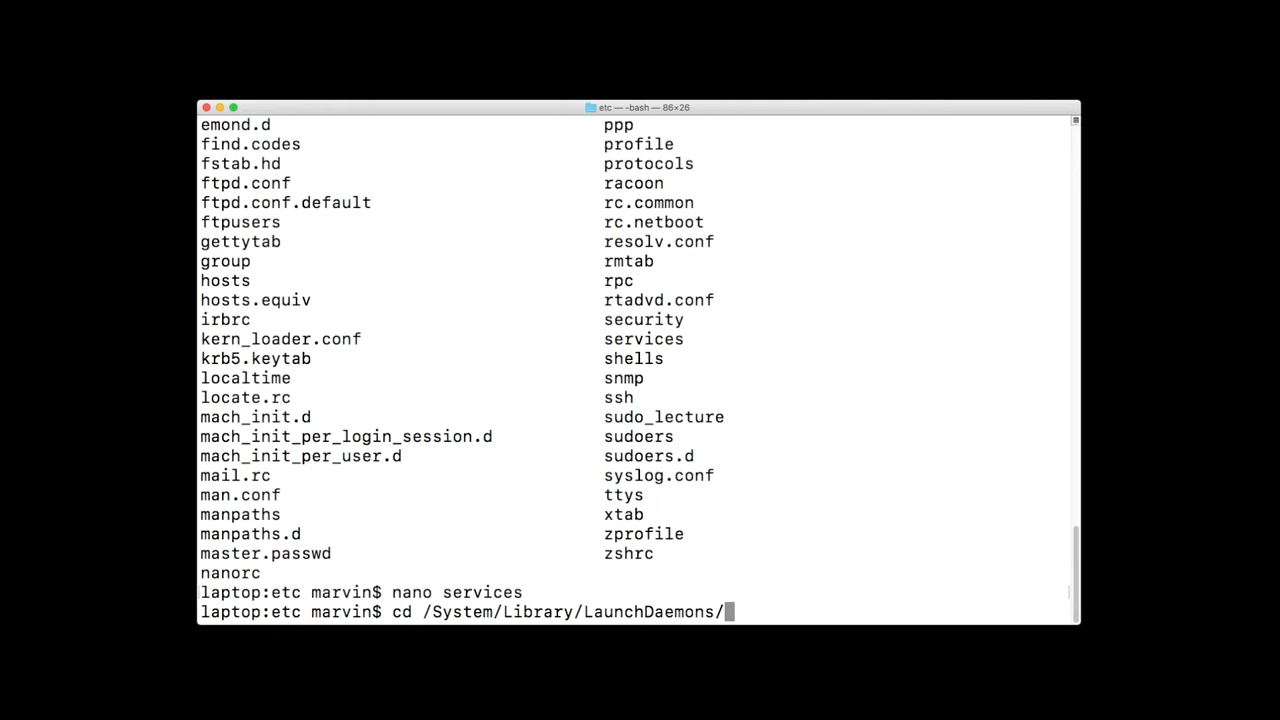 etc — -bash — 86×26
emond.d ppp
find.codes profile
fstab.hd protocols
ftpd.conf racoon
ftpd.conf.default rc.common
ftpusers rc.netboot
gettytab resolv.conf
group rmtab
hosts rpc
hosts.equiv rtadvd.conf
irbrc security
kern_loader.conf services
krb5.keytab shells
localtime snmp
locate.rc ssh
mach_init.d sudo_lecture
mach_init_per_login_session.d sudoers
mach_init_per_user.d sudoers.d
mail.rc syslog.conf
man.conf ttys
manpaths xtab
manpaths.d zprofile
master.passwd zshrc
nanorc
laptop:etc marvin$ nano services
laptop:etc marvin$ cd /System/Library/LaunchDaemons/